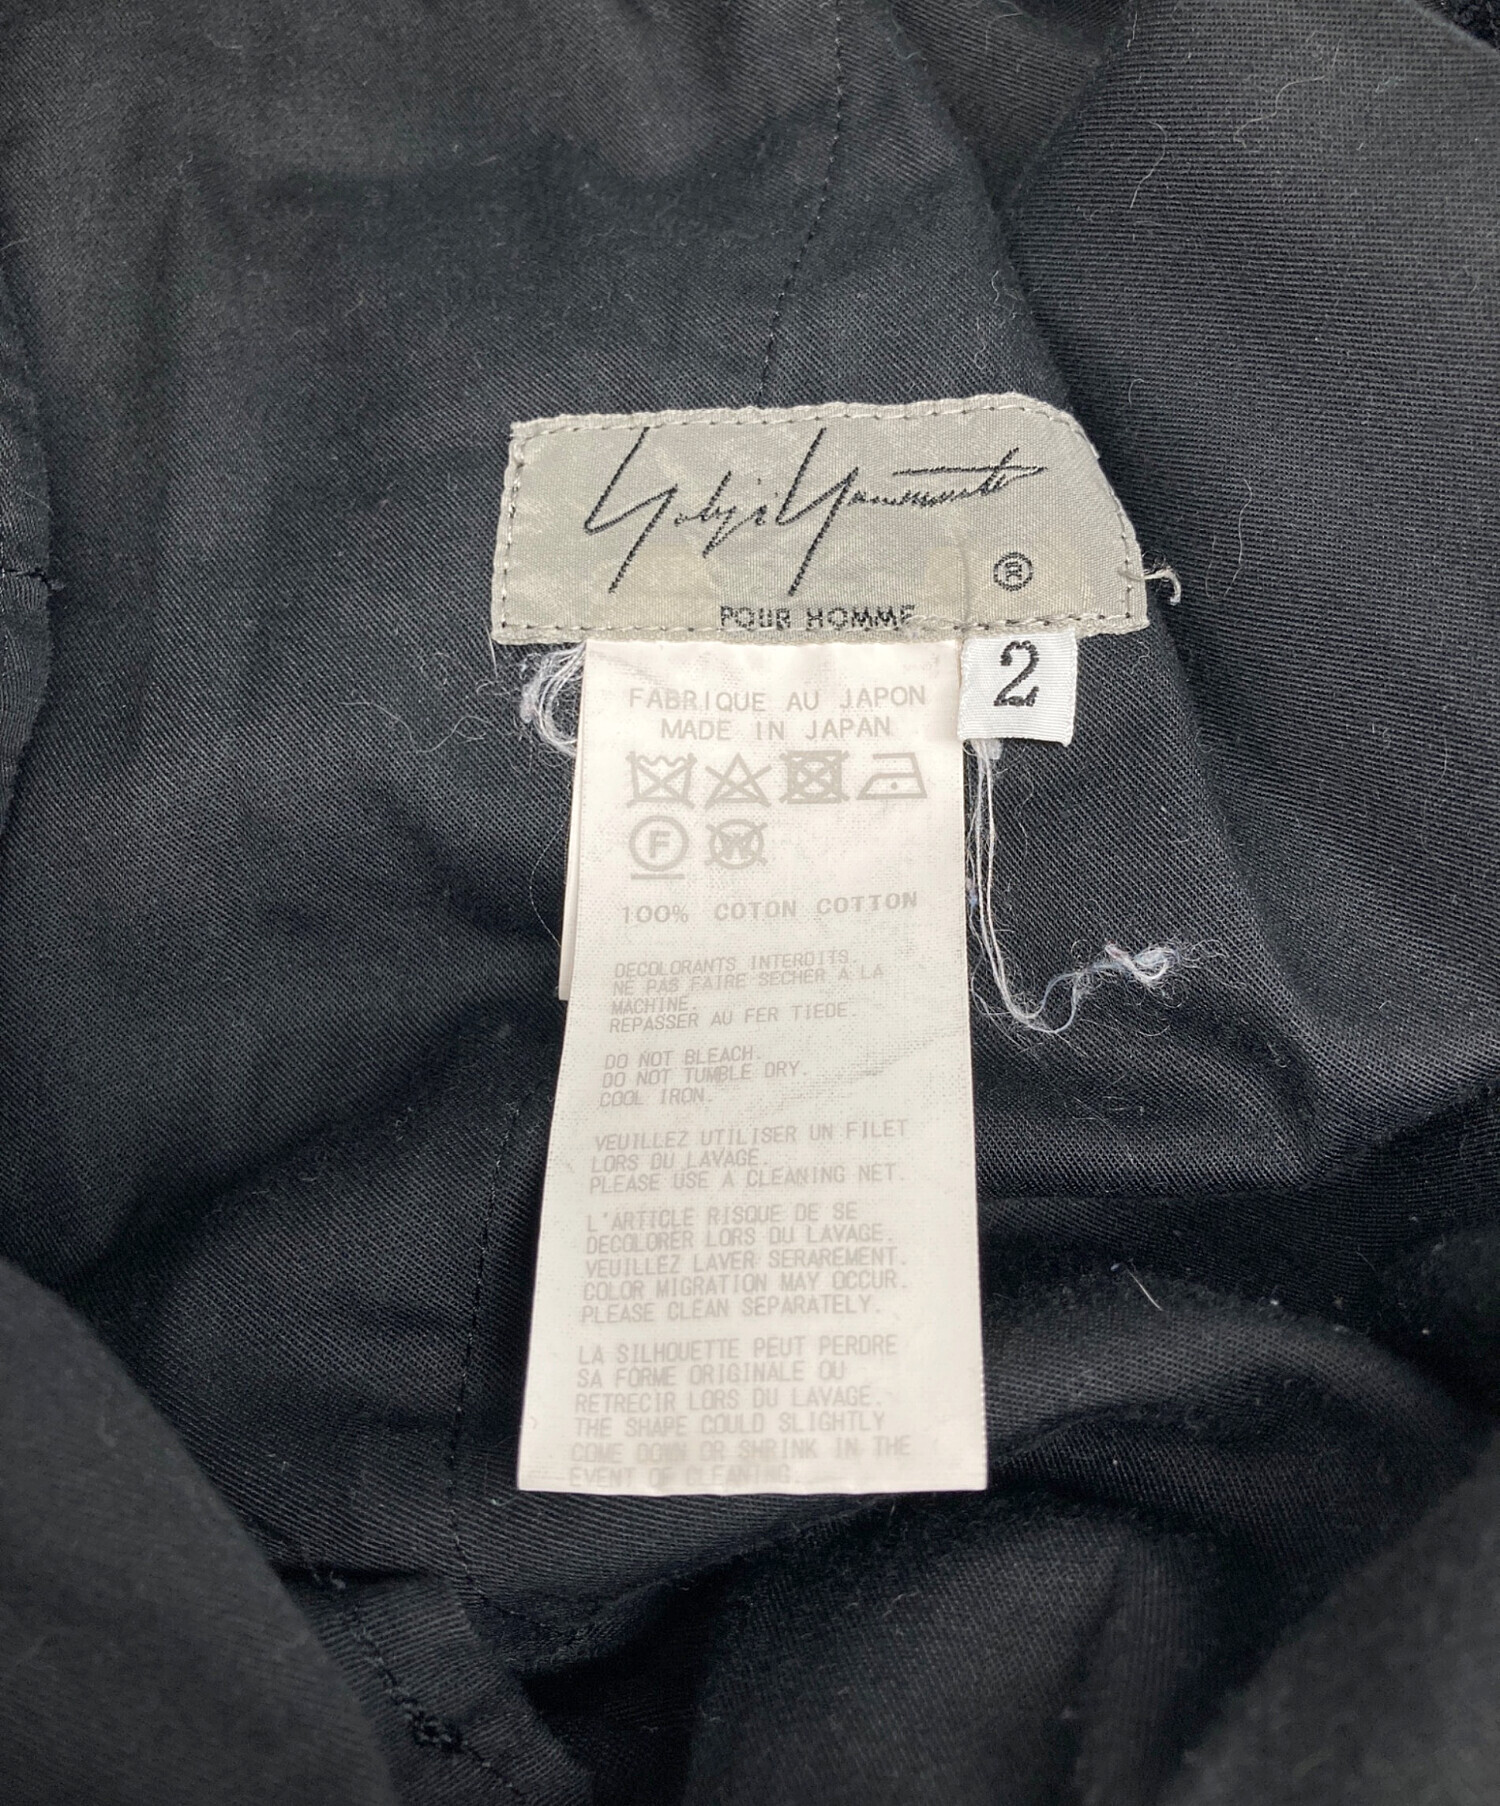 Yohji Yamamoto
®
POUR HOMME
2
FABRIQUE AU JAPON
MADE IN JAPAN
F
W
100% COTON COTTON
DECOLORANTS INTERDITS.
NE PAS FAIRE SECHER A LA
MACHINE.
REPASSER AU FER TIEDE.
DO NOT BLEACH.
DO NOT TUMBLE DRY.
COOL IRON.
VEUILLEZ UTILISER UN FILET
LORS DU LAVAGE.
PLEASE USE A CLEANING NET.
L'ARTICLE RISQUE DE SE
DECOLORER LORS DU LAVAGE.
VEUILLEZ LAVER SERAREMENT.
COLOR MIGRATION MAY OCCUR.
PLEASE CLEAN SEPARATELY.
LA SILHOUETTE PEUT PERDRE
SA FORME ORIGINALE OU
RETRECIR LORS DU LAVAGE.
THE SHAPE COULD SLIGHTLY
COME DOWN OR SHRINK IN THE
EVENT OF CLEANING.